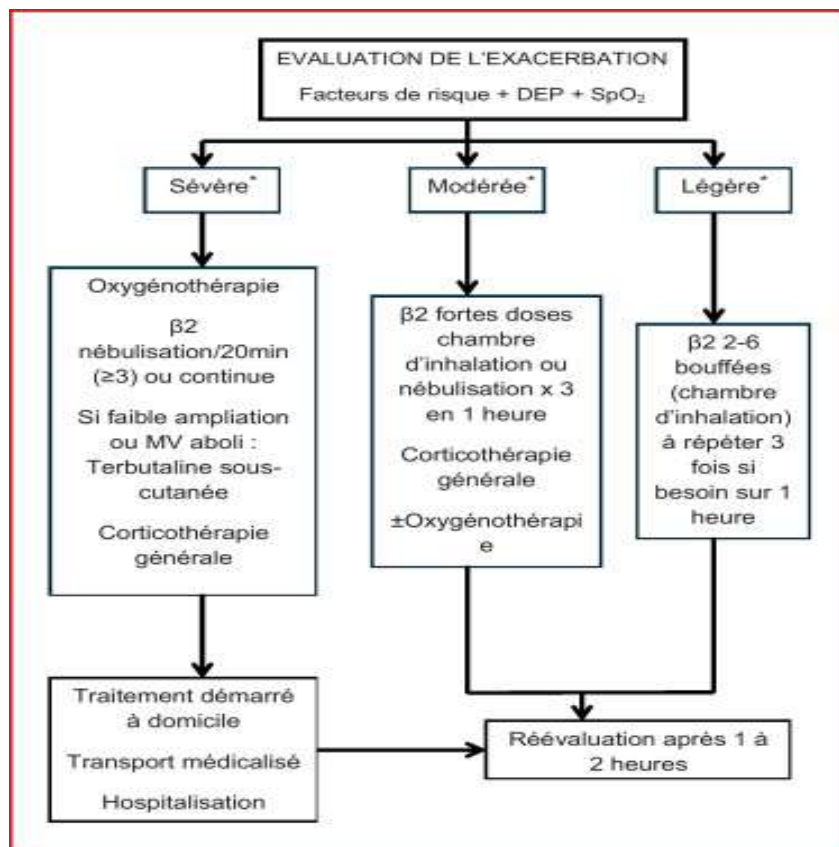 EVALUATION DE L'EXACERBATION
Facteurs de risque + DEP + SpO₂
Sévère*
Modérée*
Légère*
Oxygénothérapie
β2
nébulisation/20min
(≥3) ou continue
Si faible ampliation
ou MV aboli :
Terbutaline sous-
cutanée
Corticothérapie
générale
β2 fortes doses
chambre
d'inhalation ou
nébulisation x 3
en 1 heure
Corticothérapie
générale
±Oxygénothérapi
e
β2 2-6
bouffées
(chambre
d'inhalation)
à répéter 3
fois si
besoin sur 1
heure
Traitement démarré
à domicile
Transport médicalisé
Hospitalisation
Réévaluation après 1 à
2 heures